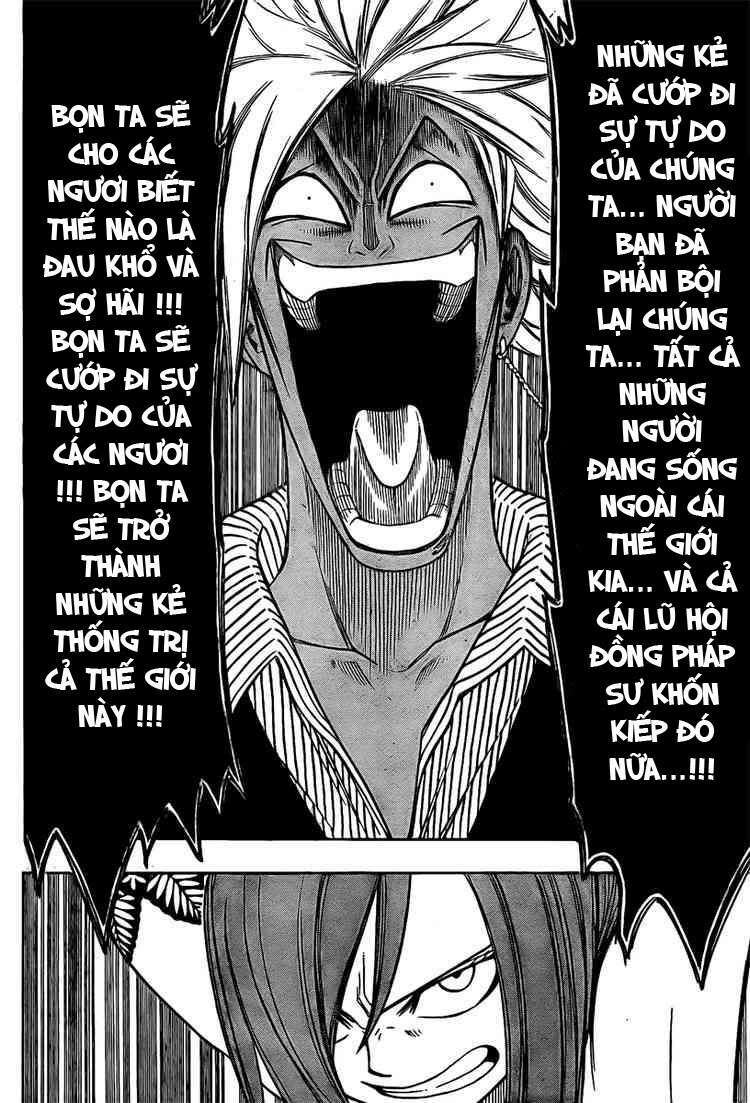 NHỮNG KẺ
ĐÃ CƯỚP ĐI
SỰ TỰ DO
CỦA CHÚNG
TA... NGƯỜI
BẠN ĐÃ
PHẢN BỘI
LẠI CHÚNG
TA... TẤT CẢ
NHỮNG
NGƯỜI
ĐANG SỐNG
NGOÀI CÁI
THẾ GIỚI
KIA... VÀ CẢ
CÁI LŨ HỘI
ĐỒNG PHÁP
SƯ KHỐN
KIẾP ĐÓ
NỮA...!!!
BỌN TA SẼ
CHO CÁC
NGƯƠI BIẾT
THẾ NÀO LÀ
ĐAU KHỔ VÀ
SỢ HÃI !!!
BỌN TA SẼ
CƯỚP ĐI SỰ
TỰ DO CỦA
CÁC NGƯƠI
!!! BỌN TA
SẼ TRỞ
THÀNH
NHỮNG KẺ
THỐNG TRỊ
CẢ THẾ GIỚI
NÀY !!!